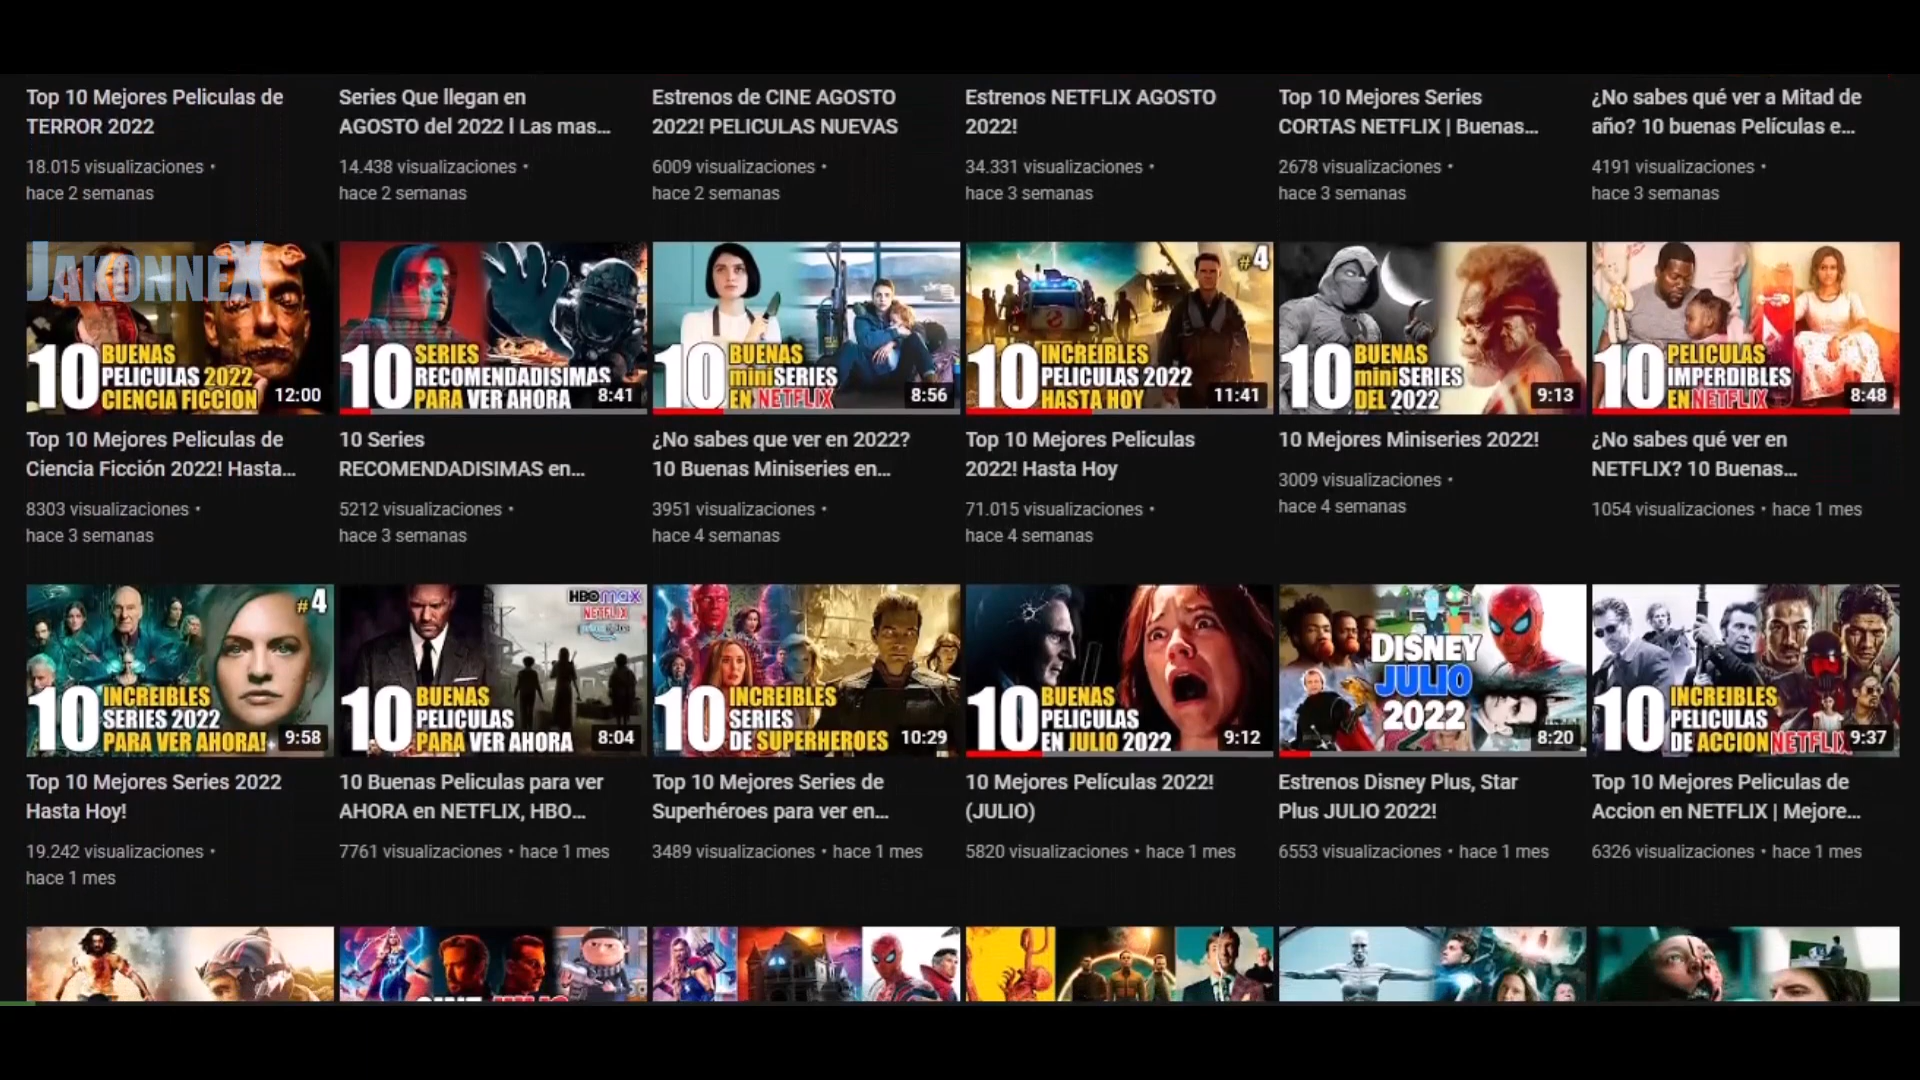 Top 10 Mejores Peliculas de
TERROR 2022
18.015 visualizaciones •
hace 2 semanas
Series Que llegan en
AGOSTO del 2022 l Las mas...
14.438 visualizaciones •
hace 2 semanas
Estrenos de CINE AGOSTO
2022! PELICULAS NUEVAS
6009 visualizaciones •
hace 2 semanas
Estrenos NETFLIX AGOSTO
2022!
34.331 visualizaciones •
hace 3 semanas
Top 10 Mejores Series
CORTAS NETFLIX | Buenas...
2678 visualizaciones •
hace 3 semanas
¿No sabes qué ver a Mitad de
año? 10 buenas Películas e...
4191 visualizaciones •
hace 3 semanas
JAKONNEX
10 BUENAS
PELICULAS 2022
CIENCIA FICCION
12:00
Top 10 Mejores Peliculas de
Ciencia Ficción 2022! Hasta...
8303 visualizaciones •
hace 3 semanas
10 SERIES
RECOMENDADISIMAS
PARA VER AHORA
8:41
10 Series
RECOMENDADISIMAS en...
5212 visualizaciones •
hace 3 semanas
10 BUENAS
miniSERIES
EN NETFLIX
8:56
¿No sabes que ver en 2022?
10 Buenas Miniseries en...
3951 visualizaciones •
hace 4 semanas
#4
10 INCREIBLES
PELICULAS 2022
HASTA HOY
11:41
Top 10 Mejores Peliculas
2022! Hasta Hoy
71.015 visualizaciones •
hace 4 semanas
10 BUENAS
miniSERIES
DEL 2022
9:13
10 Mejores Miniseries 2022!
3009 visualizaciones •
hace 4 semanas
10 PELICULAS
IMPERDIBLES
EN NETFLIX
8:48
¿No sabes qué ver en
NETFLIX? 10 Buenas...
1054 visualizaciones • hace 1 mes
#4
10 INCREIBLES
SERIES 2022
PARA VER AHORA!
9:58
Top 10 Mejores Series 2022
Hasta Hoy!
19.242 visualizaciones •
hace 1 mes
HBOmax
NETFLIX
10 BUENAS
PELICULAS
PARA VER AHORA
8:04
10 Buenas Peliculas para ver
AHORA en NETFLIX, HBO...
7761 visualizaciones • hace 1 mes
10 INCREIBLES
SERIES
DE SUPERHEROES
10:29
Top 10 Mejores Series de
Superhéroes para ver en...
3489 visualizaciones • hace 1 mes
10 BUENAS
PELICULAS
EN JULIO 2022
9:12
10 Mejores Películas 2022!
(JULIO)
5820 visualizaciones • hace 1 mes
DISNEY
JULIO
2022
8:20
Estrenos Disney Plus, Star
Plus JULIO 2022!
6553 visualizaciones • hace 1 mes
10 INCREIBLES
PELICULAS
DE ACCION NETFLIX
9:37
Top 10 Mejores Peliculas de
Accion en NETFLIX | Mejore...
6326 visualizaciones • hace 1 mes